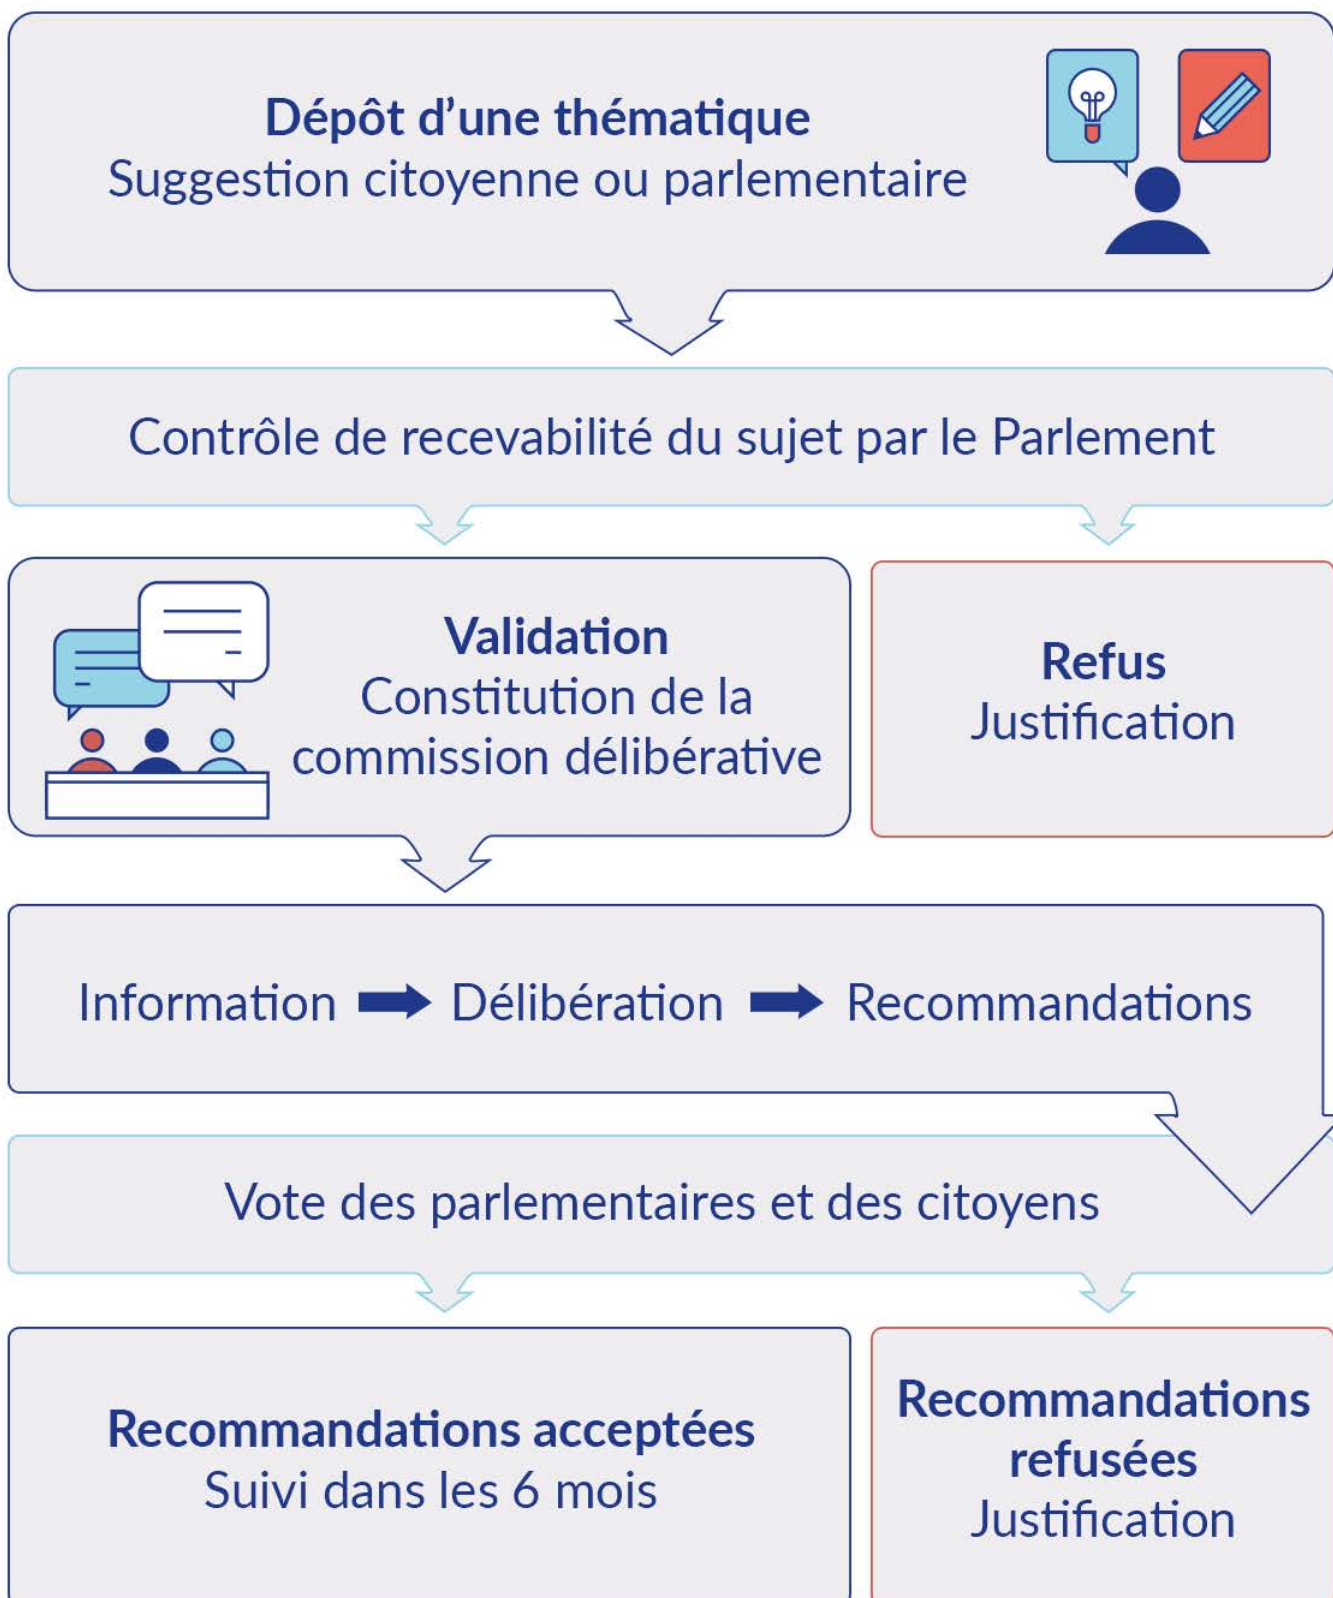 Dépôt d’une thématique
Suggestion citoyenne ou parlementaire
Contrôle de recevabilité du sujet par le Parlement
Validation
Constitution de la
commission délibérative
Refus
Justification
Information
Délibération
Recommandations
Vote des parlementaires et des citoyens
Recommandations acceptées
Suivi dans les 6 mois
Recommandations
refusées
Justification